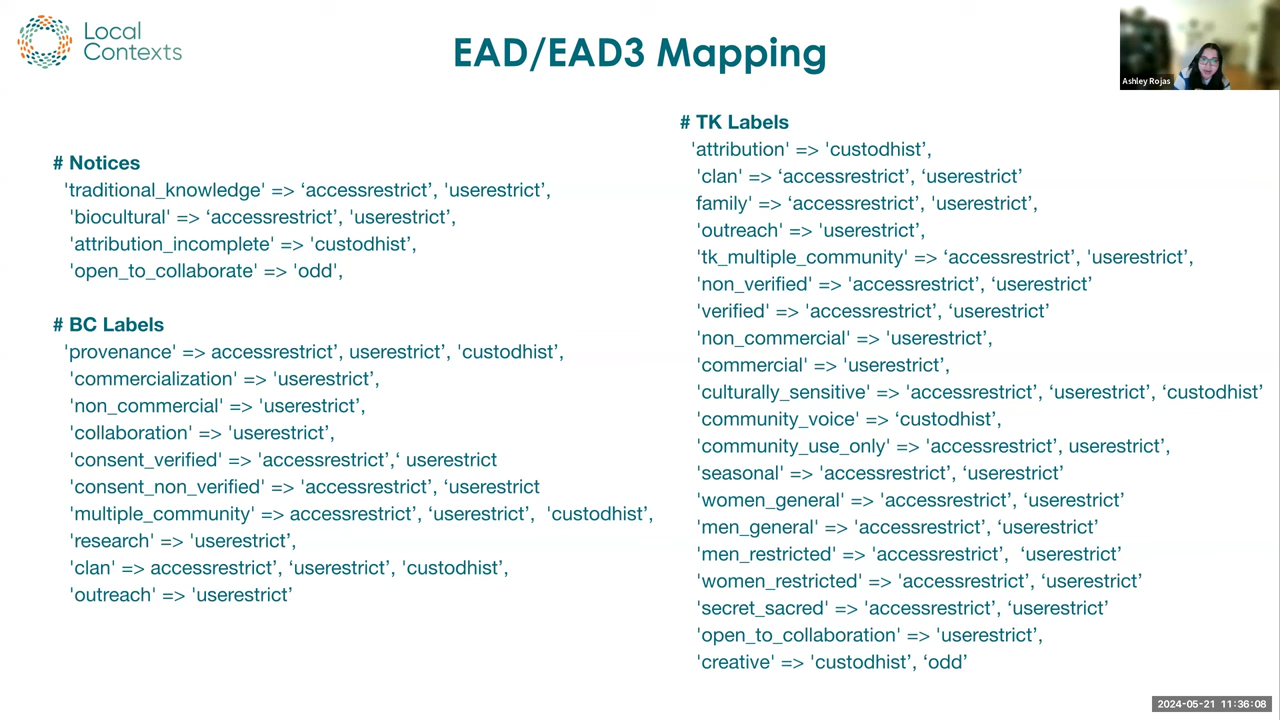 Local
Contexts
EAD/EAD3 Mapping
Ashley Rojas
# Notices
'traditional_knowledge' => ‘accessrestrict’, 'userestrict’,
'biocultural' => ‘accessrestrict’, 'userestrict’,
'attribution_incomplete' => 'custodhist’,
'open_to_collaborate' => 'odd’,
# BC Labels
'provenance' => accessrestrict’, userestrict’, 'custodhist’,
'commercialization' => 'userestrict’,
'non_commercial' => 'userestrict’,
'collaboration' => 'userestrict’,
'consent_verified' => 'accessrestrict’,‘ userestrict
'consent_non_verified' => 'accessrestrict’, ‘userestrict
'multiple_community' => accessrestrict’, ‘userestrict’, 'custodhist’,
'research' => 'userestrict’,
'clan' => accessrestrict’, ‘userestrict’, 'custodhist’,
'outreach' => 'userestrict’
# TK Labels
'attribution' => 'custodhist’,
'clan' => ‘accessrestrict’, ‘userestrict’
family' => ‘accessrestrict’, 'userestrict’,
'outreach' => 'userestrict’,
'tk_multiple_community' => ‘accessrestrict’, 'userestrict’,
'non_verified' => 'accessrestrict’, ‘userestrict’
'verified' => 'accessrestrict’, ‘userestrict’
'non_commercial' => 'userestrict’,
'commercial' => 'userestrict’,
'culturally_sensitive' => 'accessrestrict’, ‘userestrict’, ‘custodhist’
'community_voice' => ‘custodhist’,
'community_use_only' => 'accessrestrict’, userestrict’,
'seasonal' => 'accessrestrict’, ‘userestrict’
'women_general' => 'accessrestrict’, ‘userestrict’
'men_general' => 'accessrestrict’, ‘userestrict’
'men_restricted' => 'accessrestrict’, ‘userestrict’
'women_restricted' => 'accessrestrict’, ‘userestrict’
'secret_sacred' => 'accessrestrict’, ‘userestrict’
'open_to_collaboration' => 'userestrict’,
'creative' => 'custodhist’, ‘odd’
2024-05-21 11:36:08